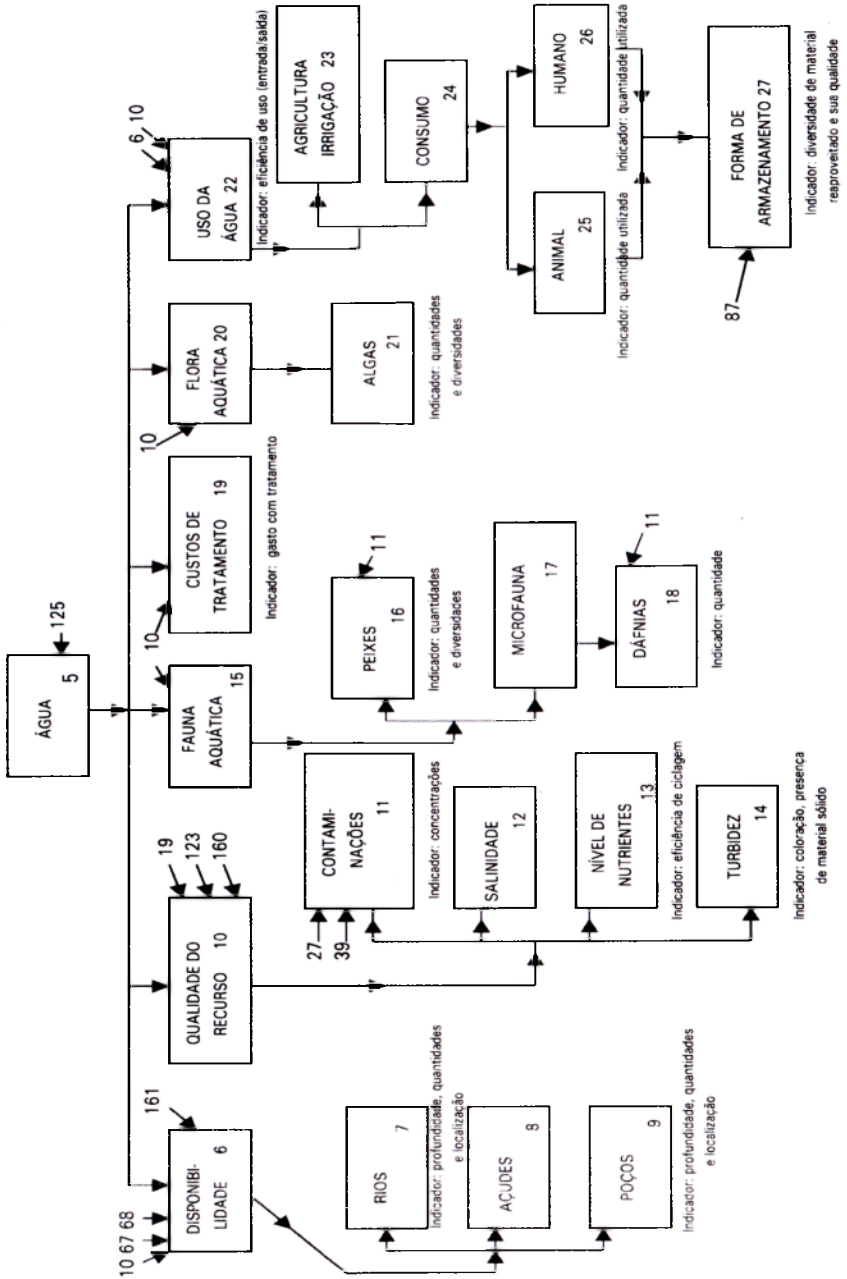 ÁGUA
5
125
10 67 68
161
DISPONIBI-
LIDADE 6
RIOS
7
Indicador: profundidade, quantidades
e localização
AÇUDES
8
POÇOS
9
Indicador: profundidade, quantidades
e localização
19
123
160
QUALIDADE DO
RECURSO 10
27
39
CONTAMI-
NAÇÕES
11
Indicador: concentrações
SALINIDADE
12
NÍVEL DE
NUTRIENTES
13
Indicador: eficiência de ciclagem
TURBIDEZ
14
Indicador: coloração, presença
de material sólido
FAUNA
AQUÁTICA
15
PEIXES
16
11
Indicador: quantidades
e diversidades
MICROFAUNA
17
DÁFNIAS
18
11
Indicador: quantidade
10
CUSTOS DE
TRATAMENTO 19
Indicador: gasto com tratamento
10
FLORA
AQUÁTICA 20
ALGAS
21
Indicador: quantidades
e diversidades
6 10
USO DA
ÁGUA 22
Indicador: eficiência de uso (entrada/saída)
AGRICULTURA
IRRIGAÇÃO 23
CONSUMO
24
ANIMAL
25
Indicador: quantidade utilizada
HUMANO
26
Indicador: quantidade utilizada
87
FORMA DE
ARMAZENAMENTO 27
Indicador: diversidade de material
reaproveitado e sua qualidade